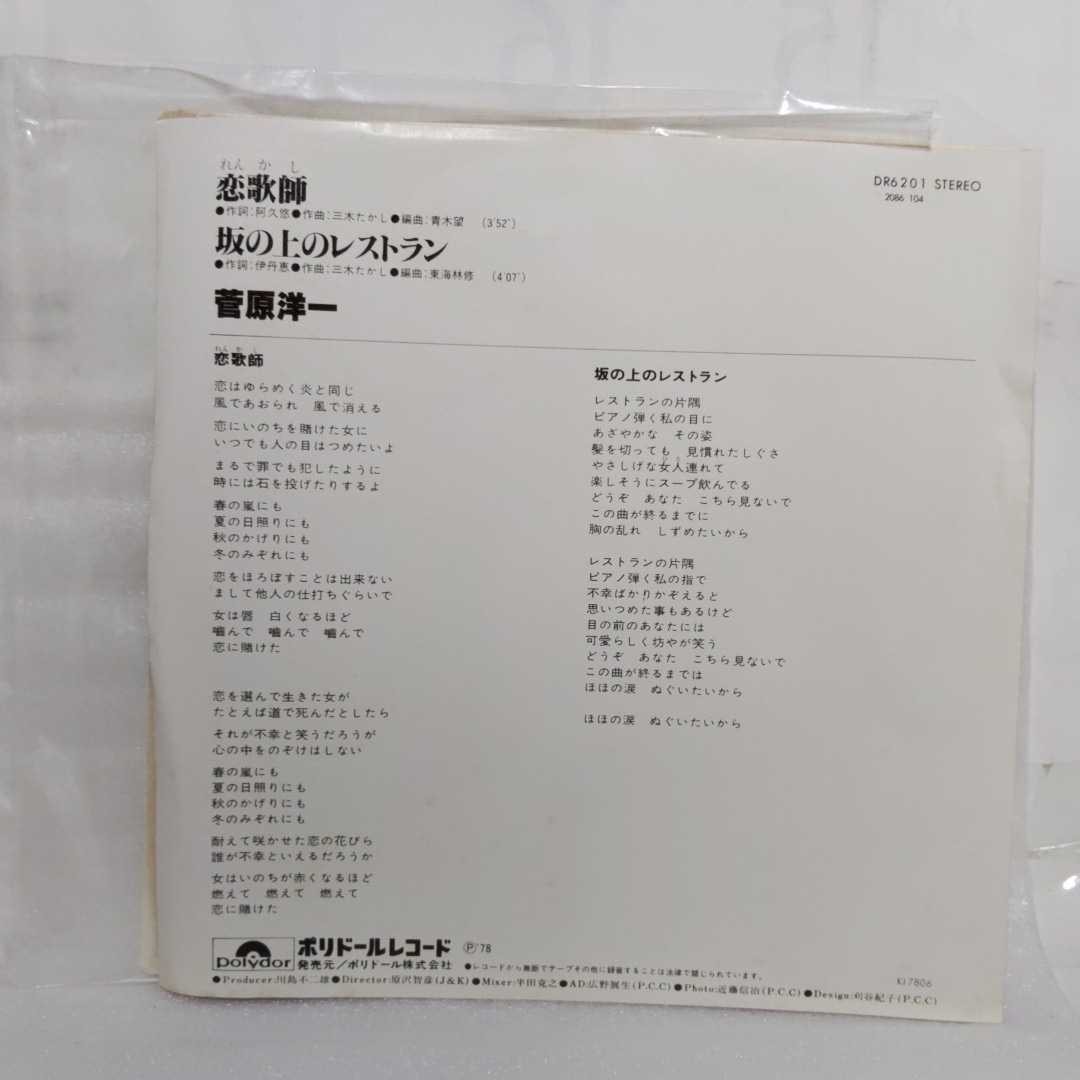 れんかし
恋歌師
●作詞:阿久悠●作曲:三木たかし●編曲:青木望 (3'52")
坂の上のレストラン
●作詞:伊丹恵●作曲:三木たかし●編曲:東海林修 (4'07")
菅原洋一
DR6201 STEREO
2086 104
れんかし
恋歌師
恋はゆらめく炎と同じ
風であおられ 風で消える
恋にいのちを賭けた女に
いつでも人の目はつめたいよ
まるで罪でも犯したように
時には石を投げたりするよ
春の嵐にも
夏の日照りにも
秋のかげりにも
冬のみぞれにも
恋をほろぼすことは出来ない
まして他人の仕打ちぐらいで
女は唇 白くなるほど
嚙んで 嚙んで 嚙んで
恋に賭けた
恋を選んで生きた女が
たとえば道で死んだとしたら
それが不幸と笑うだろうが
心の中をのぞけはしない
春の嵐にも
夏の日照りにも
秋のかげりにも
冬のみぞれにも
耐えて咲かせた恋の花びら
誰が不幸といえるだろうか
女はいのちが赤くなるほど
燃えて 燃えて 燃えて
恋に賭けた
坂の上のレストラン
レストランの片隅
ピアノ弾く私の目に
あざやかな その姿
髪を切っても 見慣れたしぐさ
やさしげな女人連れて
楽しそうにスープ飲んでる
どうぞ あなた こちら見ないで
この曲が終るまでに
胸の乱れ しずめたいから
レストランの片隅
ピアノ弾く私の指で
不幸ばかりかぞえると
思いつめた事もあるけど
目の前のあなたには
可愛らしく坊やが笑う
どうぞ あなた こちら見ないで
この曲が終るまでは
ほほの涙 ぬぐいたいから
ほほの涙 ぬぐいたいから
polydor
ポリドールレコード Ⓟ'78
発売元/ポリドール株式会社 ●レコードから無断でテープその他に録音することは法律で禁じられています。
Ki7806
●Producer:川島不二雄●Director:原沢智彦(J&K)●Mixer:半田克之●AD:広野展生(P.C.C)●Photo:近藤信治(P.C.C)●Design:刈谷紀子(P.C.C)